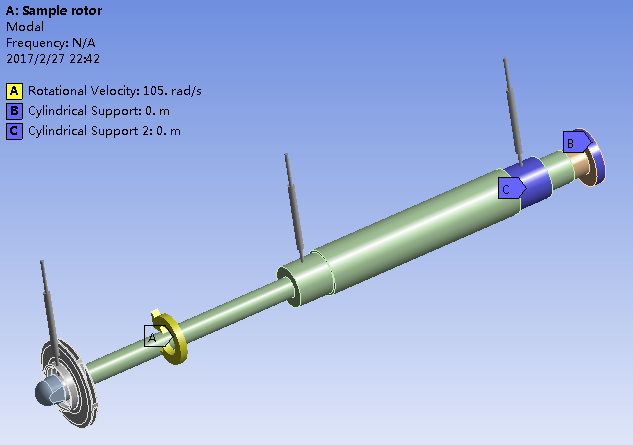 A: Sample rotor
Modal
Frequency: N/A
2017/2/27 22:42
A Rotational Velocity: 105. rad/s
B Cylindrical Support: 0. m
C Cylindrical Support 2: 0. m
B
C
A